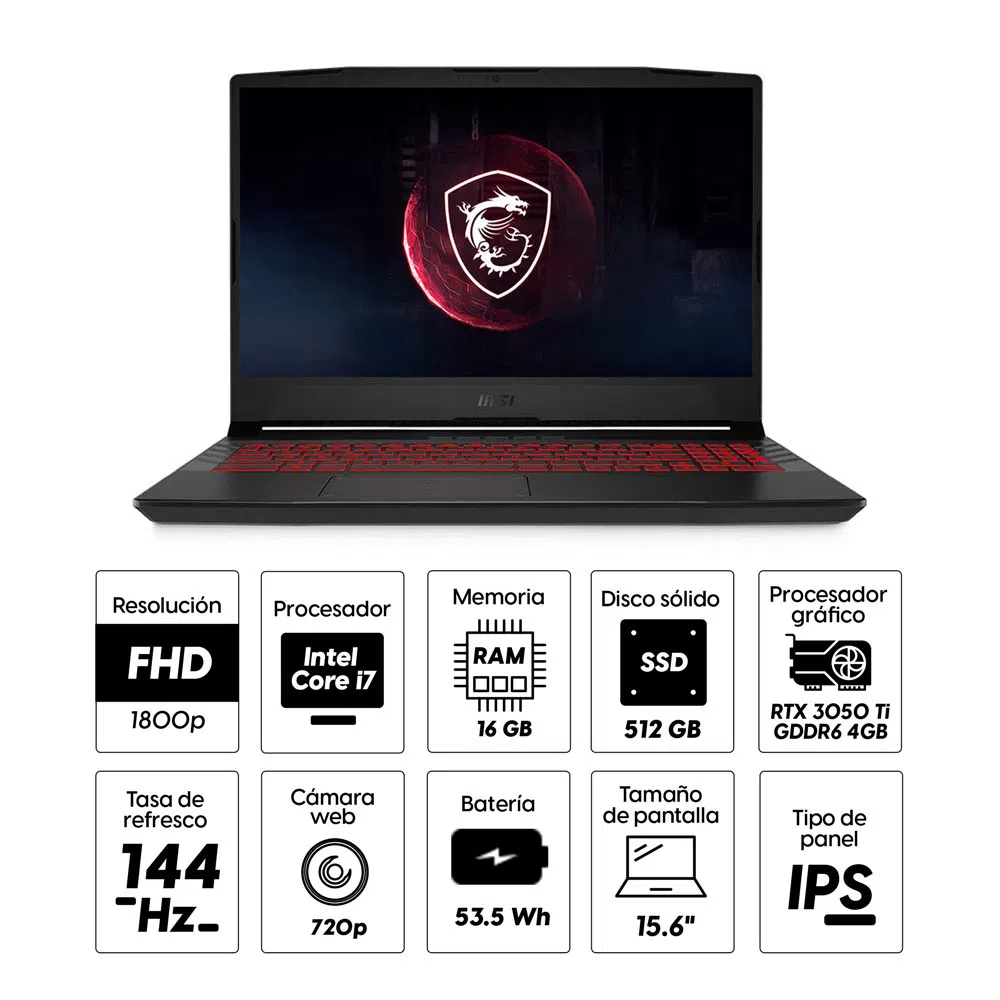 msi
Resolución
FHD
1800p
Procesador
Intel
Core i7
Memoria
RAM
16 GB
Disco sólido
SSD
512 GB
Procesador
gráfico
RTX 3050 Ti
GDDR6 4GB
Tasa de
refresco
144
Hz
Cámara
web
720p
Batería
53.5 Wh
Tamaño
de pantalla
15.6"
Tipo de
panel
IPS